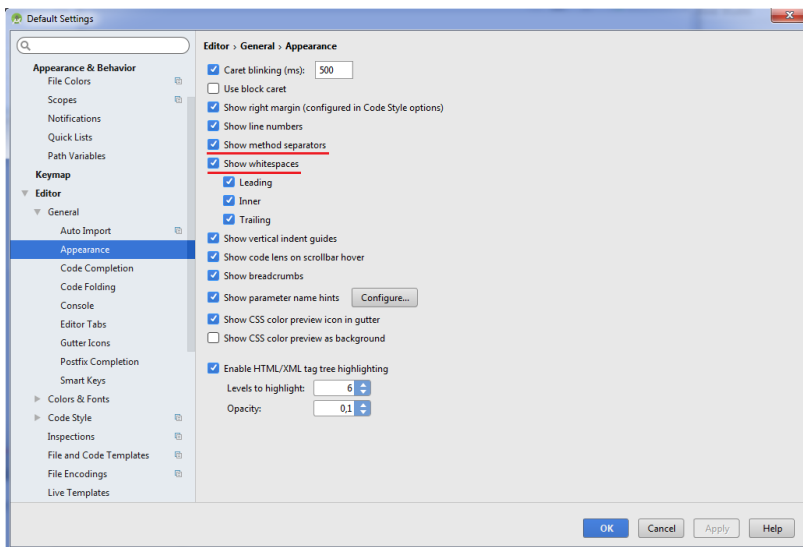 Default Settings
Appearance & Behavior
File Colors
Scopes
Notifications
Quick Lists
Path Variables
Keymap
Editor
General
Auto Import
Appearance
Code Completion
Code Folding
Console
Editor Tabs
Gutter Icons
Postfix Completion
Smart Keys
Colors & Fonts
Code Style
Inspections
File and Code Templates
File Encodings
Live Templates
Editor › General › Appearance
Caret blinking (ms): 500
Use block caret
Show right margin (configured in Code Style options)
Show line numbers
Show method separators
Show whitespaces
Leading
Inner
Trailing
Show vertical indent guides
Show code lens on scrollbar hover
Show breadcrumbs
Show parameter name hints Configure...
Show CSS color preview icon in gutter
Show CSS color preview as background
Enable HTML/XML tag tree highlighting
Levels to highlight: 6
Opacity: 0,1
OK Cancel Apply Help